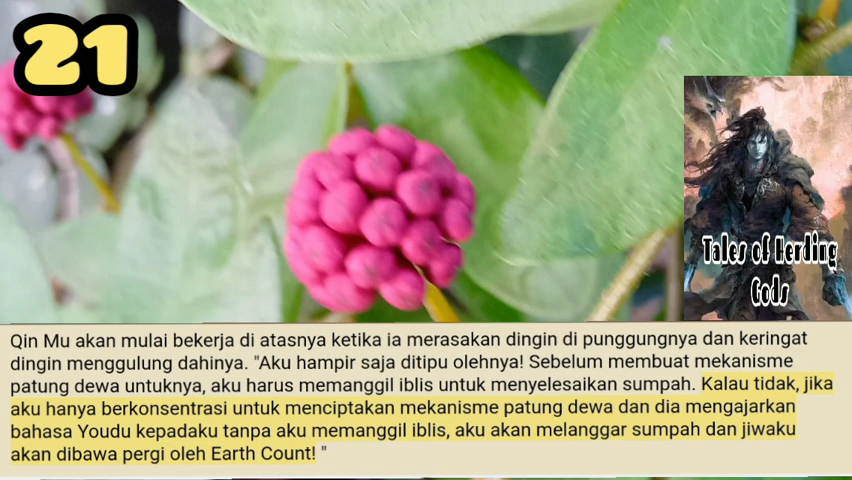 21
Tales of Herding
Gods
Qin Mu akan mulai bekerja di atasnya ketika ia merasakan dingin di punggungnya dan keringat
dingin menggulung dahinya. "Aku hampir saja ditipu olehnya! Sebelum membuat mekanisme
patung dewa untuknya, aku harus memanggil iblis untuk menyelesaikan sumpah. Kalau tidak, jika
aku hanya berkonsentrasi untuk menciptakan mekanisme patung dewa dan dia mengajarkan
bahasa Youdu kepadaku tanpa aku memanggil iblis, aku akan melanggar sumpah dan jiwaku
akan dibawa pergi oleh Earth Count! "